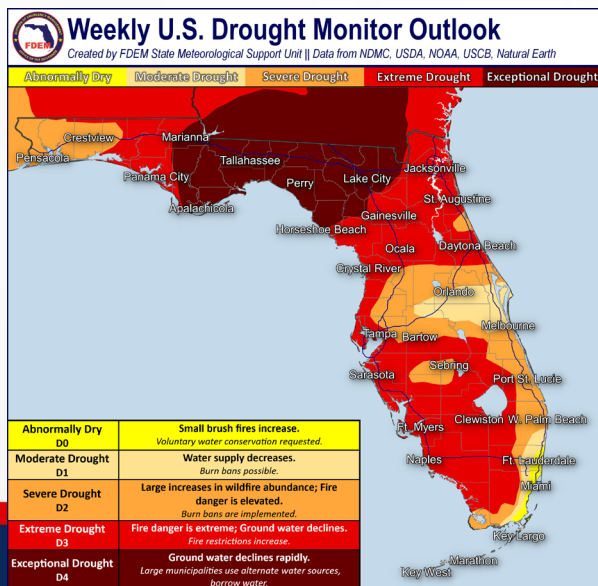 FDEM
Weekly U.S. Drought Monitor Outlook
Created by FDEM State Meteorological Support Unit || Data from NDMC, USDA, NOAA, USCB, Natural Earth
Abnormally Dry Moderate Drought Severe Drought Extreme Drought Exceptional Drought
Crestview
Marianna
Pensacola
Tallahassee
Jacksonville
Panama City
Perry
Lake City
St. Augustine
Apalachicola
Gainesville
Horseshoe Beach
Ocala
Daytona Beach
Crystal River
Orlando
Tampa
Bartow
Melbourne
Sarasota
Sebring
Port St. Lucie
Ft. Myers
Clewiston
W. Palm Beach
Naples
Ft. Lauderdale
Miami
Key Largo
Marathon
Key West
Abnormally Dry
D0
Small brush fires increase.
Voluntary water conservation requested.
Moderate Drought
D1
Water supply decreases.
Burn bans possible.
Severe Drought
D2
Large increases in wildfire abundance; Fire
danger is elevated.
Burn bans are implemented.
Extreme Drought
D3
Fire danger is extreme; Ground water declines.
Fire restrictions increase.
Exceptional Drought
D4
Ground water declines rapidly.
Large municipalities use alternate water sources,
borrow water.